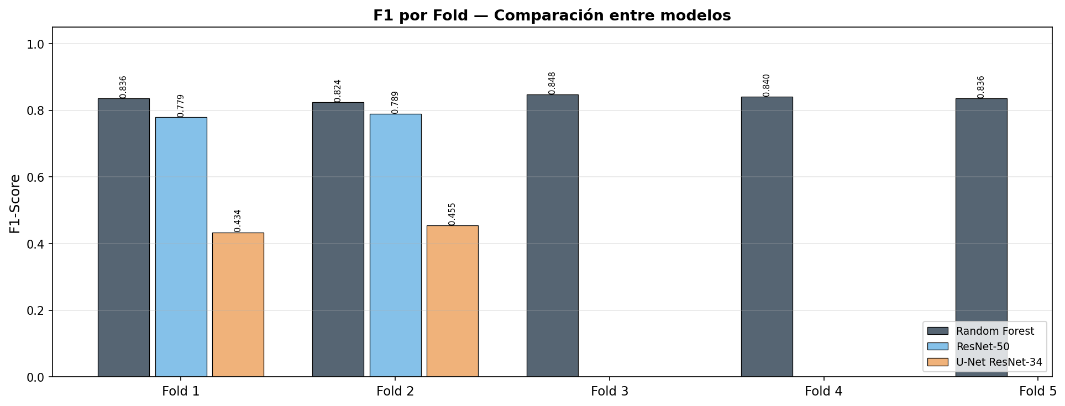 F1 por Fold — Comparación entre modelos
F1-Score
1.0
0.8
0.6
0.4
0.2
0.0
0.836
0.779
0.434
0.824
0.789
0.455
0.848
0.840
0.836
Fold 1
Fold 2
Fold 3
Fold 4
Fold 5
Random Forest
ResNet-50
U-Net ResNet-34